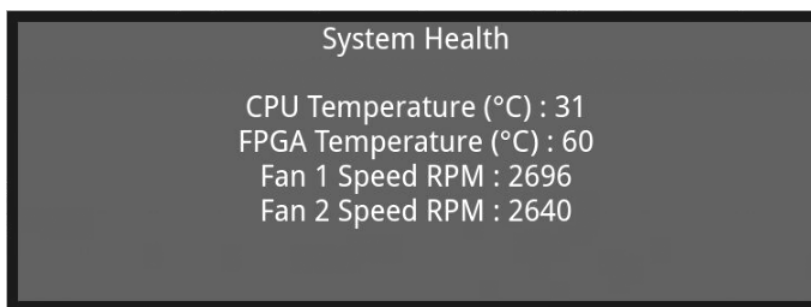 System Health
CPU Temperature (°C) : 31
FPGA Temperature (°C) : 60
Fan 1 Speed RPM : 2696
Fan 2 Speed RPM : 2640